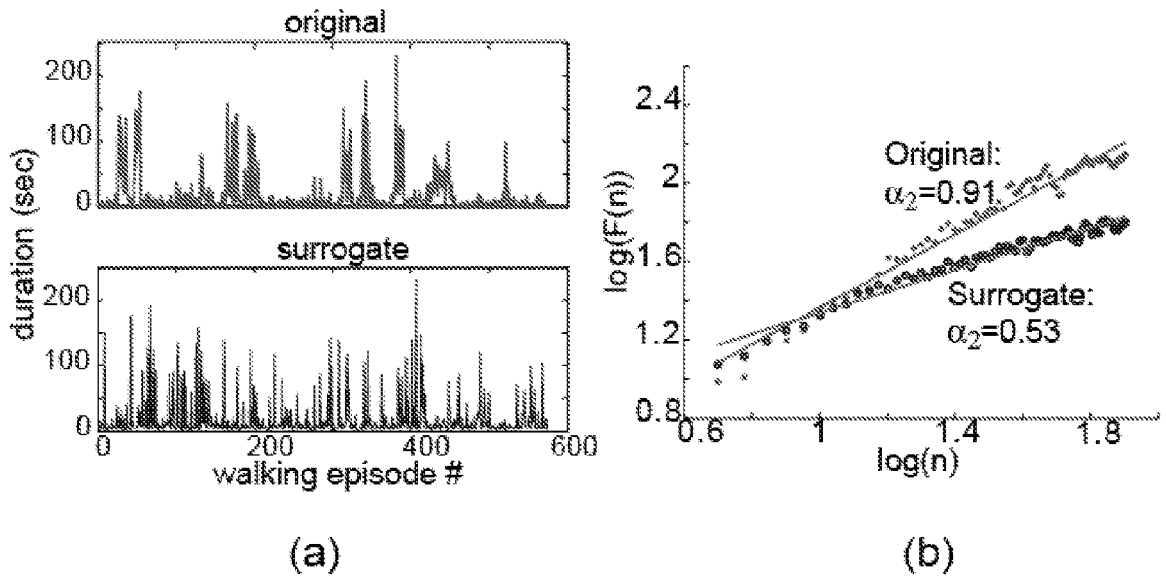 original
200
100
0
surrogate
200
100
0
0
200
400
600
duration (sec)
walking episode #
(a)
2.4
2
1.6
1.2
0.8
0.6
1
1.4
1.8
log(F(n))
log(n)
Original:
α₂=0.91
Surrogate:
α₂=0.53
(b)